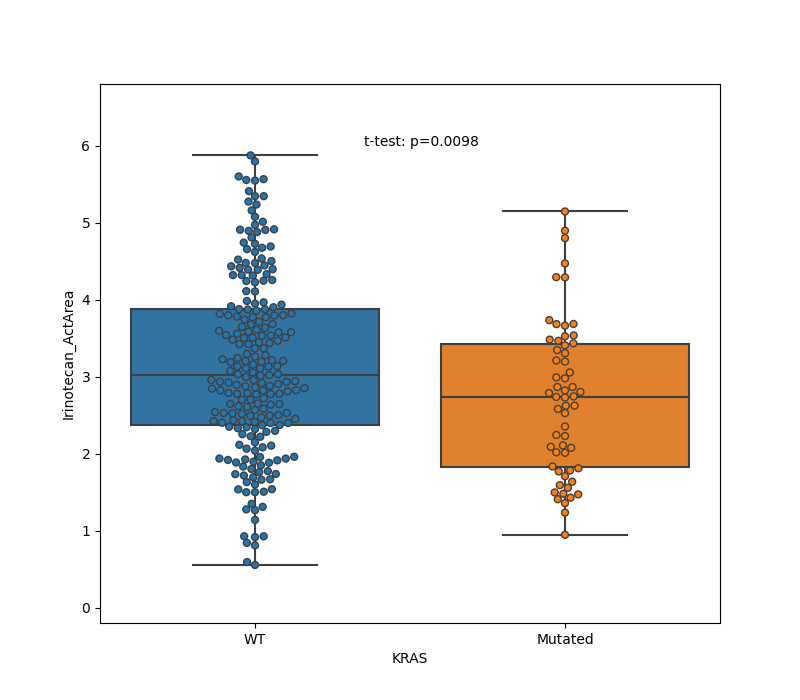 t-test: p=0.0098
Irinotecan_ActArea
6
5
4
3
2
1
0
WT
Mutated
KRAS